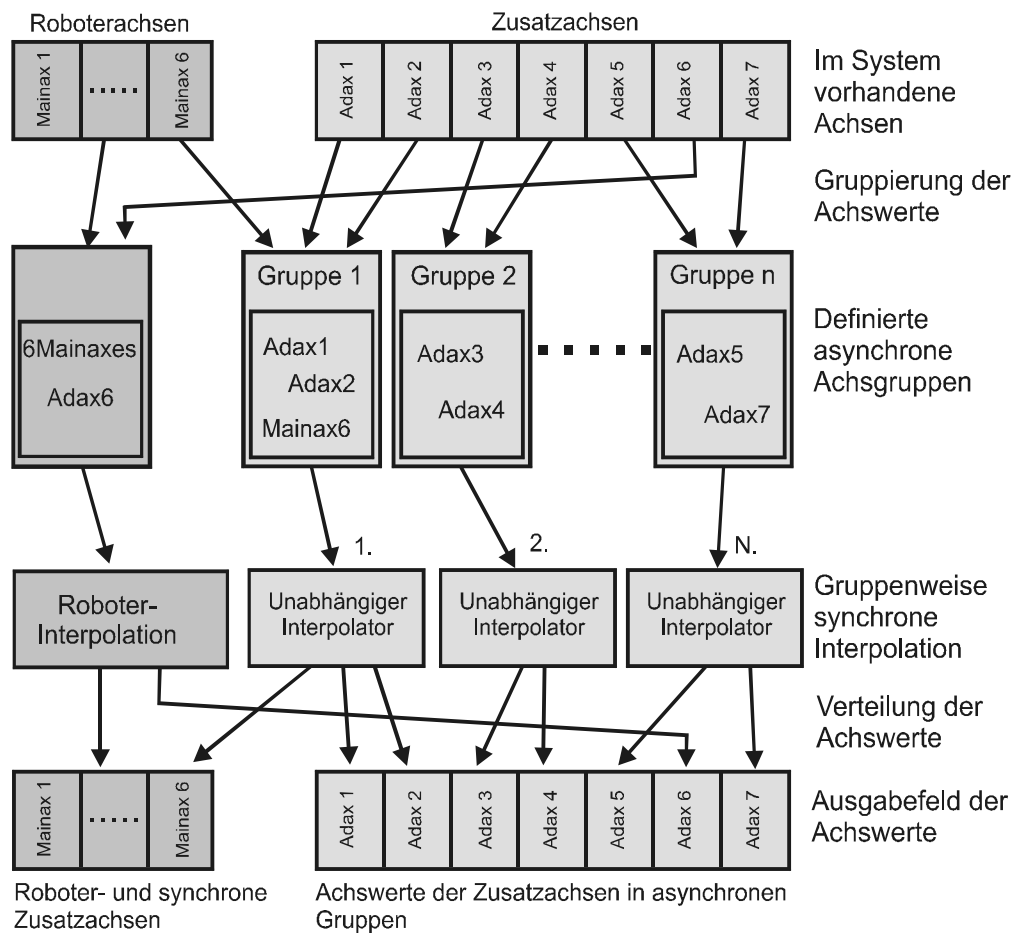 Roboterachsen
Zusatzachsen
Mainax 1
.....
Mainax 6
Adax 1
Adax 2
Adax 3
Adax 4
Adax 5
Adax 6
Adax 7
Im System
vorhandene
Achsen
Gruppierung der
Achswerte
6Mainaxes
Adax6
Gruppe 1
Adax1
Adax2
Mainax6
Gruppe 2
Adax3
Adax4
Gruppe n
Adax5
Adax7
Definierte
asynchrone
Achsgruppen
1.
2.
N.
Roboter-
Interpolation
Unabhängiger
Interpolator
Unabhängiger
Interpolator
Unabhängiger
Interpolator
Gruppenweise
synchrone
Interpolation
Verteilung der
Achswerte
Mainax 1
.....
Mainax 6
Adax 1
Adax 2
Adax 3
Adax 4
Adax 5
Adax 6
Adax 7
Ausgabefeld der
Achswerte
Roboter- und synchrone
Zusatzachsen
Achswerte der Zusatzachsen in asynchronen
Gruppen